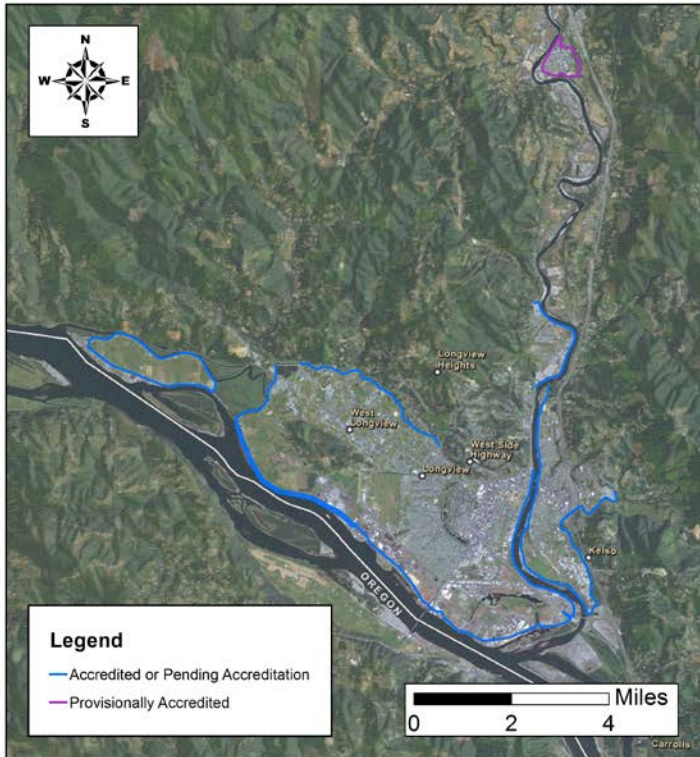 N
W E
S
Longview
Heights
West
Longview
West Side
Highway
Longview
Kelso
OREGON
Legend
Accredited or Pending Accreditation
Provisionally Accredited
Miles
0 2 4
Carrolls